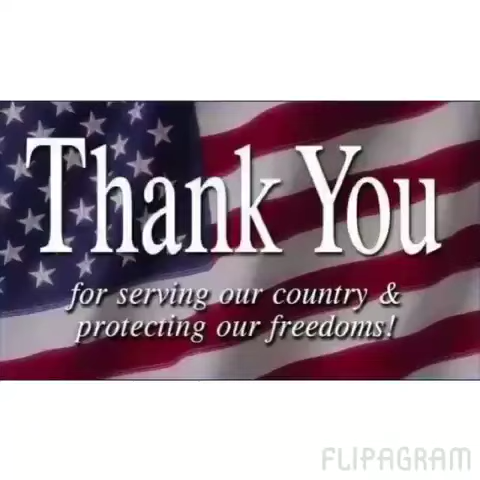 Thank You
for serving our country &
protecting our freedoms!
FLIPAGRAM